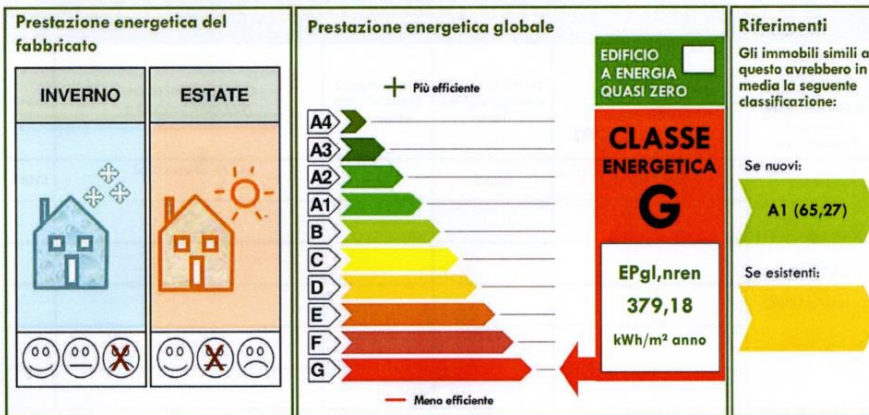 Prestazione energetica del
fabbricato
INVERNO
ESTATE
Prestazione energetica globale
Più efficiente
A4
A3
A2
A1
B
C
D
E
F
G
Meno efficiente
EDIFICIO
A ENERGIA
QUASI ZERO
CLASSE
ENERGETICA
G
EPgl,nren
379,18
kWh/m² anno
Riferimenti
Gli immobili simili a
questo avrebbero in
media la seguente
classificazione:
Se nuovi:
A1 (65,27)
Se esistenti: